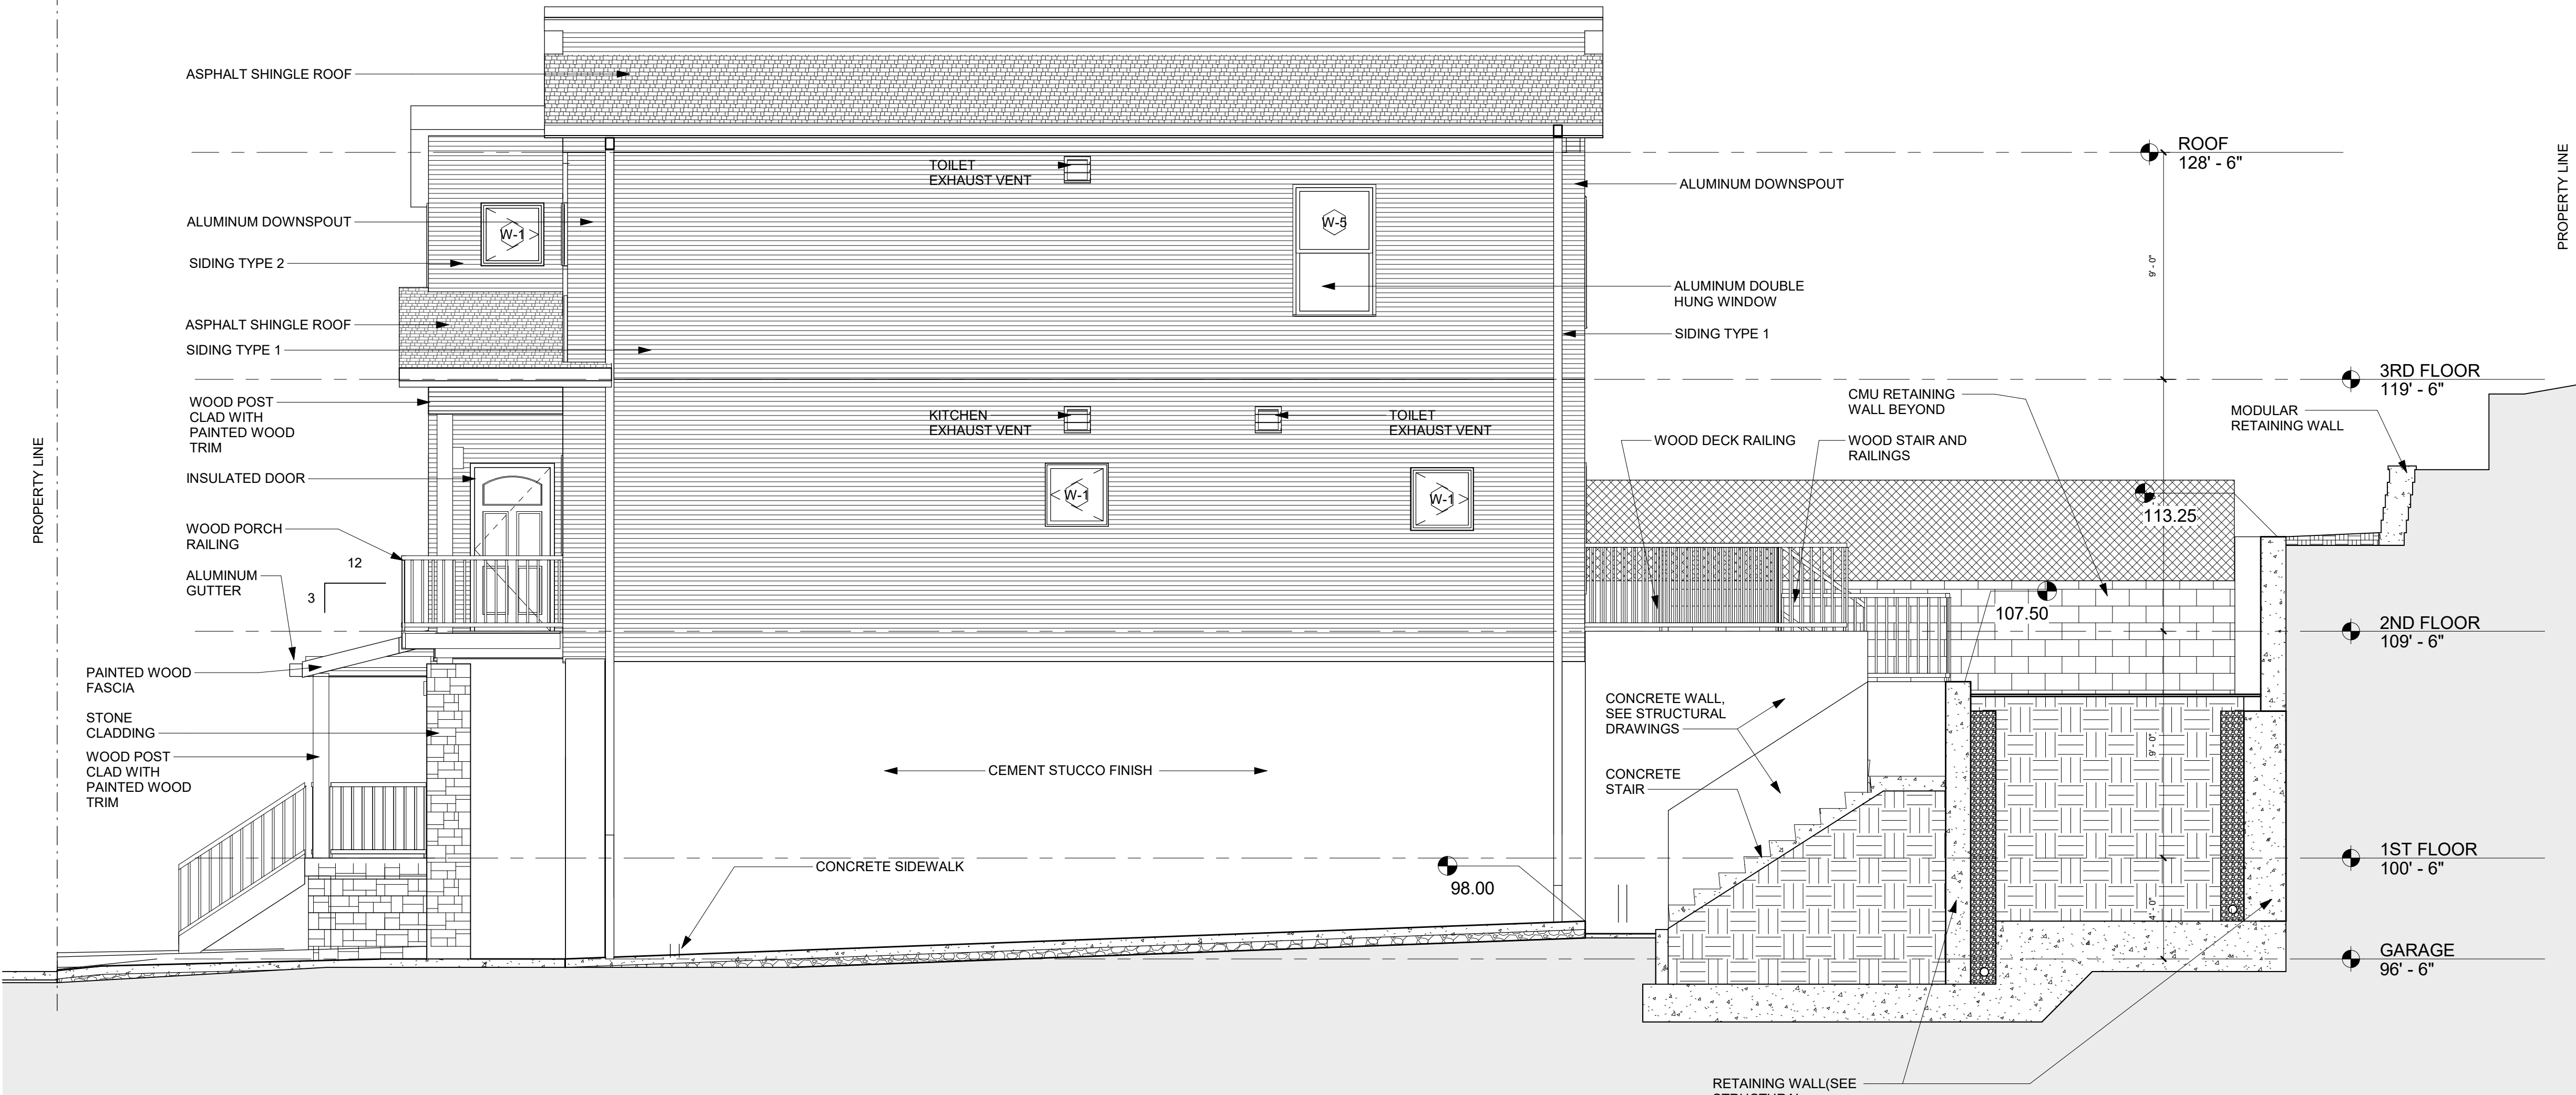 ASPHALT SHINGLE ROOF
ALUMINUM DOWNSPOUT
SIDING TYPE 2
ASPHALT SHINGLE ROOF
SIDING TYPE 1
WOOD POST
CLAD WITH
PAINTED WOOD
TRIM
INSULATED DOOR
WOOD PORCH
RAILING
12
3
ALUMINUM
GUTTER
PAINTED WOOD
FASCIA
STONE
CLADDING
WOOD POST
CLAD WITH
PAINTED WOOD
TRIM
PROPERTY LINE
W-1
TOILET
EXHAUST VENT
W-5
KITCHEN
EXHAUST VENT
TOILET
EXHAUST VENT
W-1
W-1
CEMENT STUCCO FINISH
CONCRETE SIDEWALK
98.00
ALUMINUM DOWNSPOUT
ALUMINUM DOUBLE
HUNG WINDOW
SIDING TYPE 1
CMU RETAINING
WALL BEYOND
WOOD DECK RAILING
WOOD STAIR AND
RAILINGS
MODULAR
RETAINING WALL
113.25
107.50
CONCRETE WALL,
SEE STRUCTURAL
DRAWINGS
CONCRETE
STAIR
RETAINING WALL(SEE
9' - 0"
9' - 0"
4' - 0"
ROOF
128' - 6"
3RD FLOOR
119' - 6"
2ND FLOOR
109' - 6"
1ST FLOOR
100' - 6"
GARAGE
96' - 6"
PROPERTY LINE